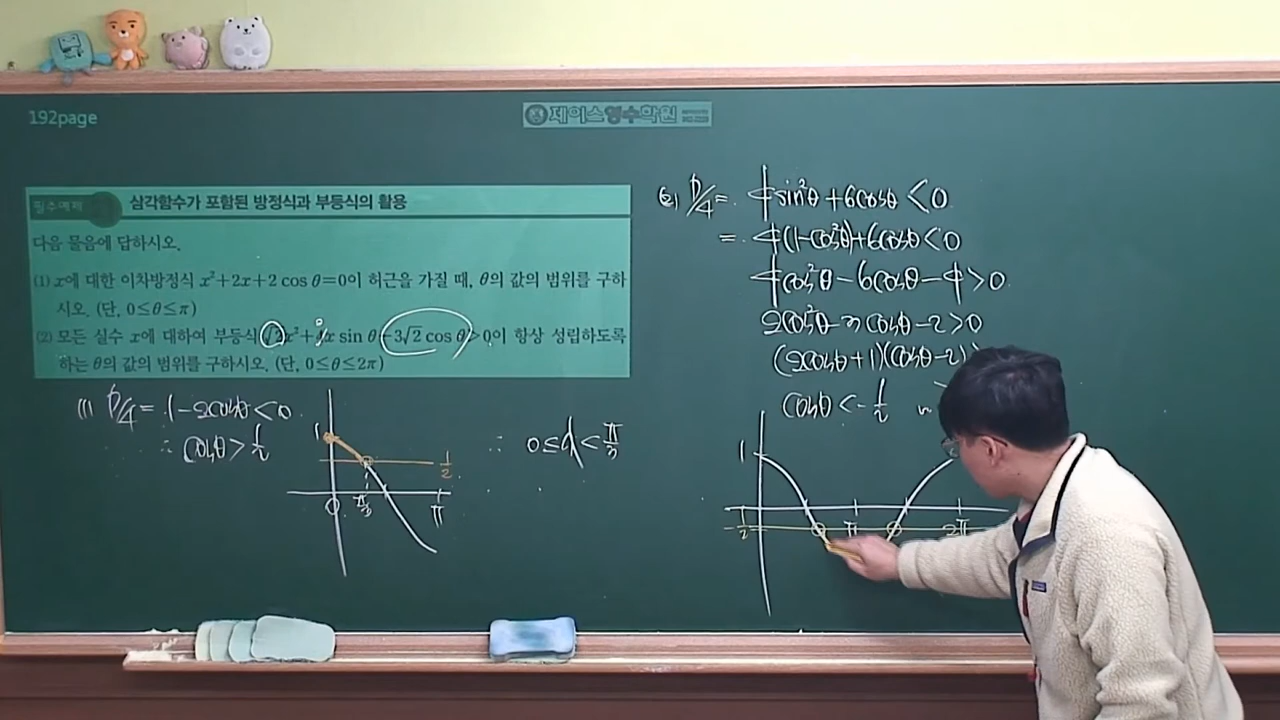 192page
제이스영수학원
필수예제
삼각함수가 포함된 방정식과 부등식의 활용
다음 물음에 답하시오.
(1) x에 대한 이차방정식 x²+2x+2 cos θ=0이 허근을 가질 때, θ의 값의 범위를 구하
시오. (단, 0≤θ≤π)
(2) 모든 실수 x에 대하여 부등식 √2x²+4x sin θ-3√2 cos θ>0이 항상 성립하도록
하는 θ의 값의 범위를 구하시오. (단, 0≤θ≤2π)
(1) D/4 = 1-2cosθ<0
∴ cosθ > 1/2
1
1/2
0
π/3
π
∴ 0≤θ<π/3
(2) D/4 = 4sin²θ+6cosθ<0
= 4(1-cos²θ)+6cosθ<0
4cos²θ-6cosθ-4>0
2cos²θ-3cosθ-2>0
(2cosθ+1)(cosθ-2)
cosθ<-1/2
1
-1/2
π
2π